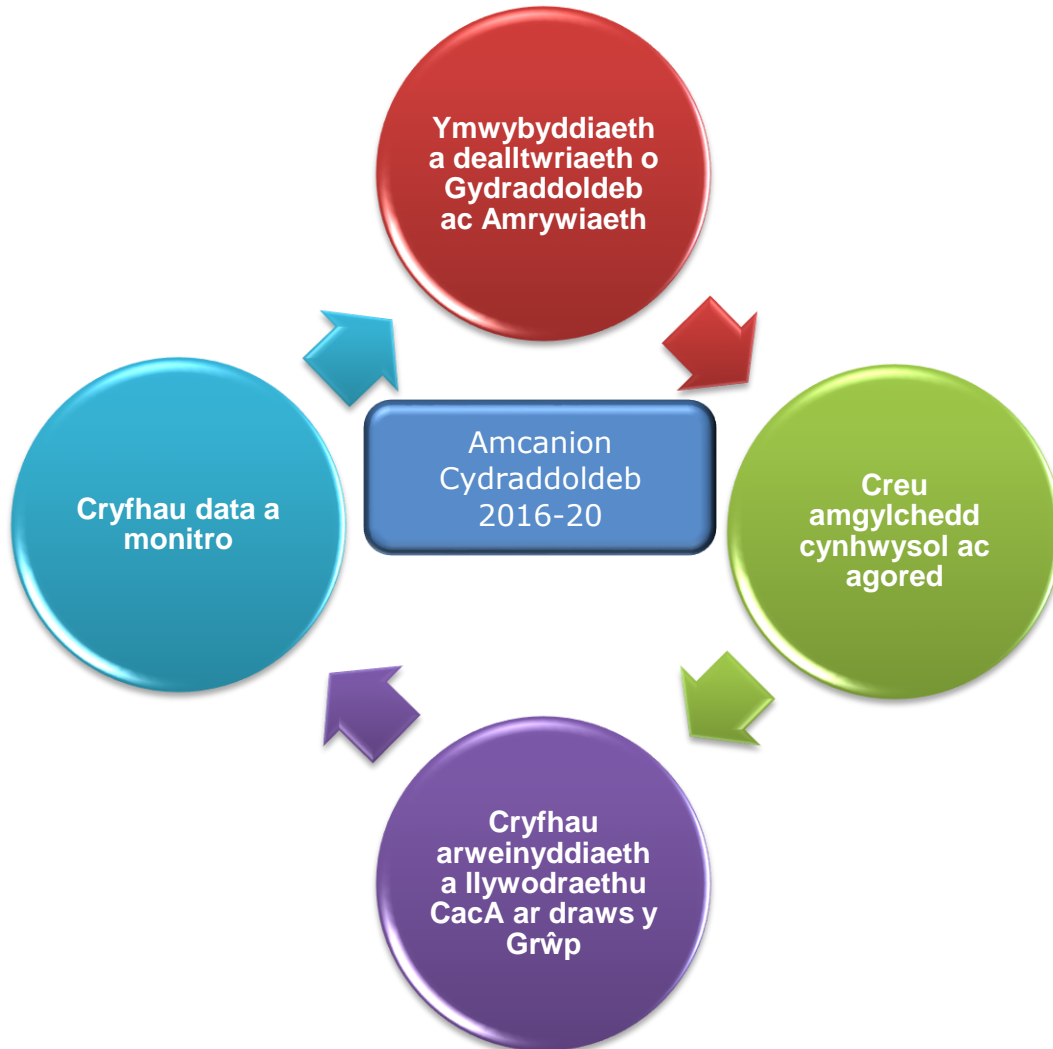 Ymwybyddiaeth
a dealltwriaeth o
Gydraddoldeb
ac Amrywiaeth
Amcanion
Cydraddoldeb
2016-20
Creu
amgylchedd
cynhwysol ac
agored
Cryfhau
arweinyddiaeth
a llywodraethu
CacA ar draws y
Grŵp
Cryfhau data a
monitro